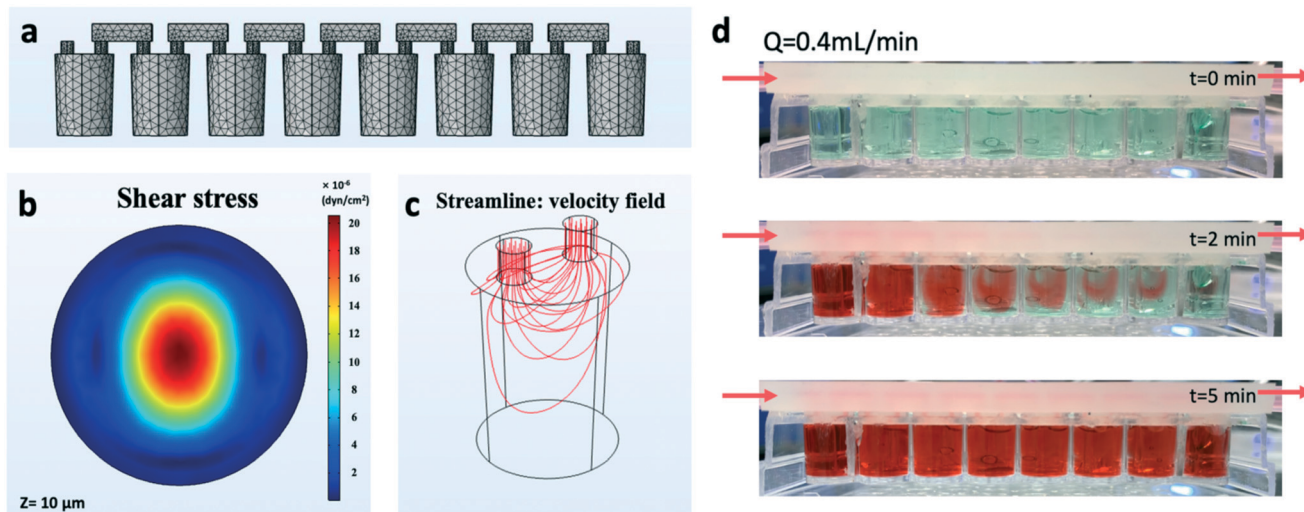 a
b
Shear stress
× 10⁻⁶
(dyn/cm²)
20
18
16
14
12
10
8
6
4
2
Z= 10 μm
c
Streamline: velocity field
d
Q=0.4mL/min
t=0 min
t=2 min
t=5 min